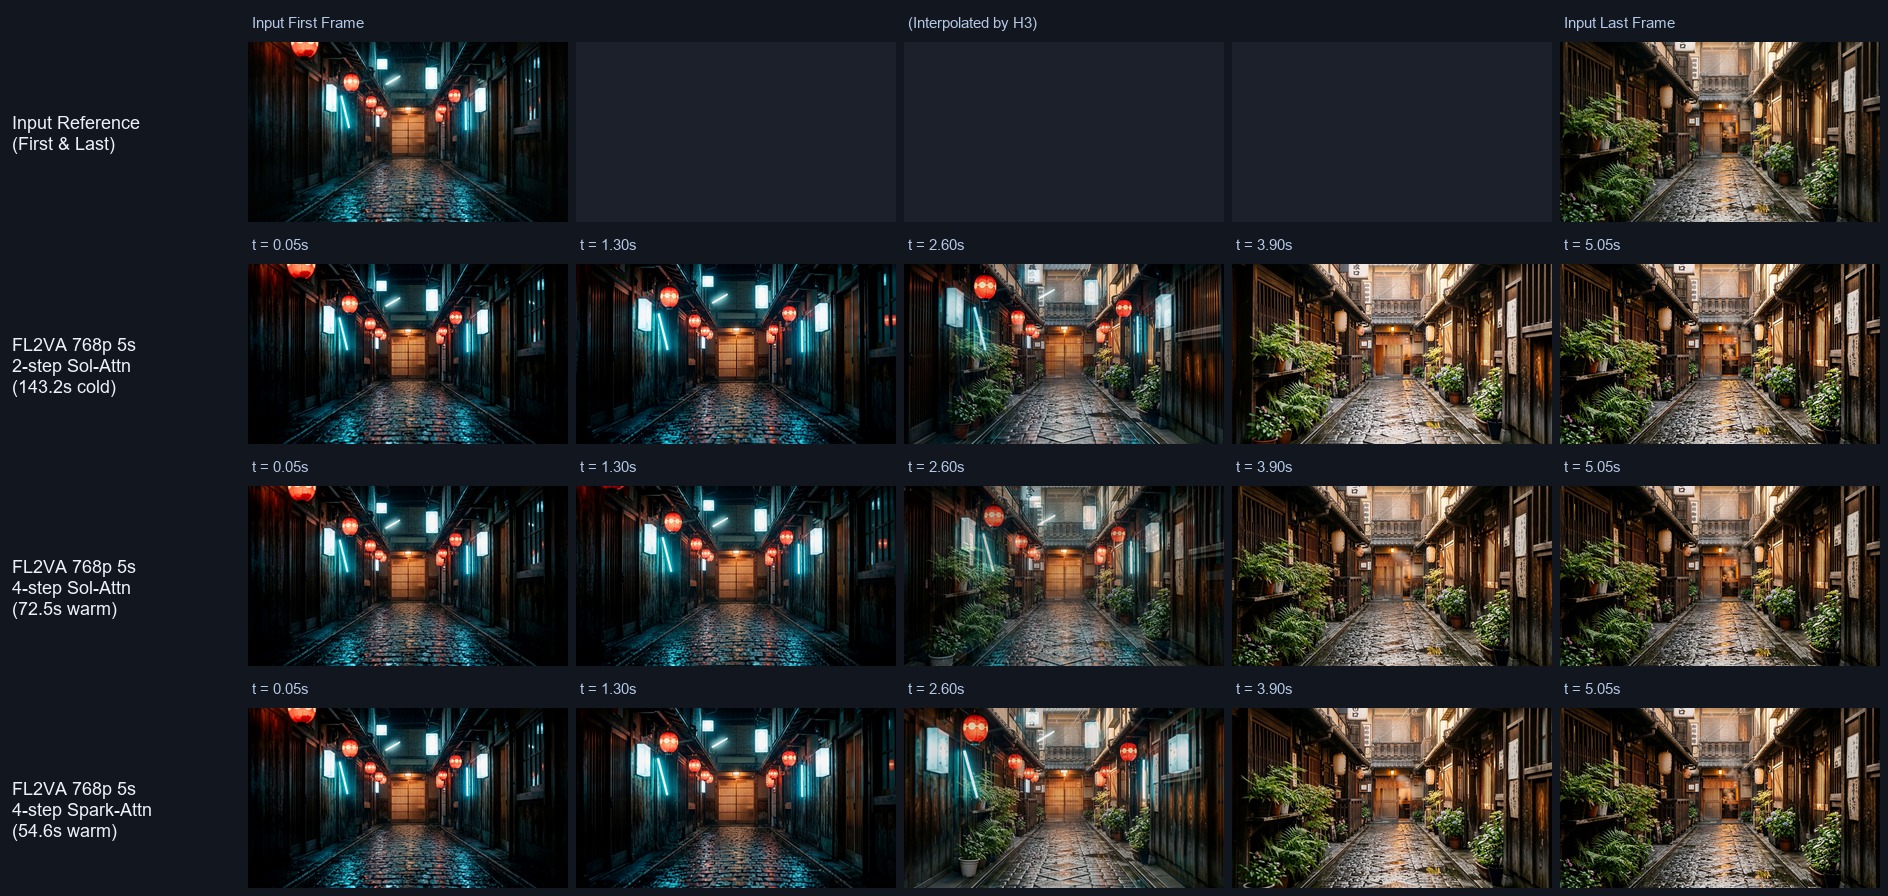 Input First Frame
(Interpolated by H3)
Input Last Frame
Input Reference
(First & Last)
t = 0.05s
t = 1.30s
t = 2.60s
t = 3.90s
t = 5.05s
FL2VA 768p 5s
2-step Sol-Attn
(143.2s cold)
t = 0.05s
t = 1.30s
t = 2.60s
t = 3.90s
t = 5.05s
FL2VA 768p 5s
4-step Sol-Attn
(72.5s warm)
t = 0.05s
t = 1.30s
t = 2.60s
t = 3.90s
t = 5.05s
FL2VA 768p 5s
4-step Spark-Attn
(54.6s warm)